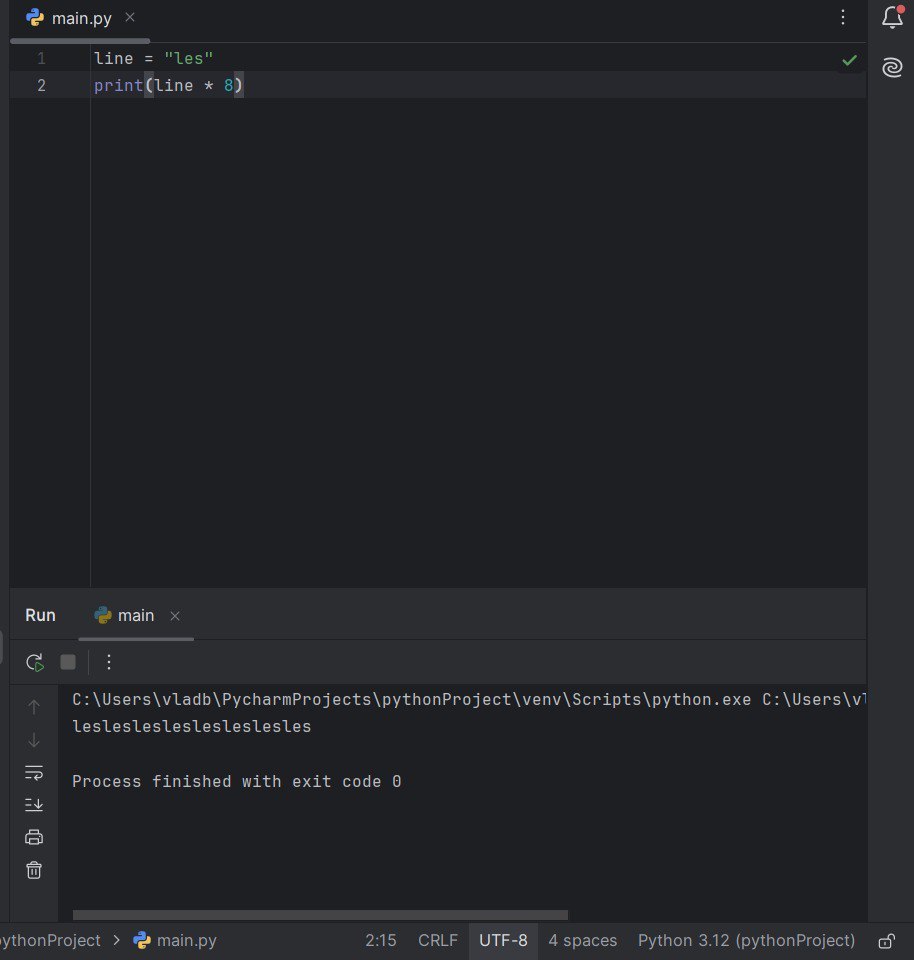 main.py
1 line = "les"
2 print(line * 8)
Run main
C:\Users\vladb\PycharmProjects\pythonProject\venv\Scripts\python.exe C:\Users\vl
leslesleslesleslesleslesles
Process finished with exit code 0
ythonProject > main.py 2:15 CRLF UTF-8 4 spaces Python 3.12 (pythonProject)